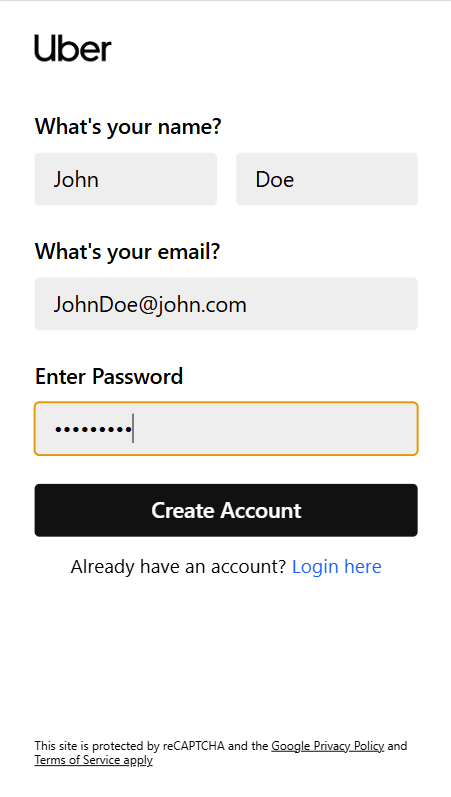 Uber
What's your name?
John Doe
What's your email?
JohnDoe@john.com
Enter Password
•••••••••
Create Account
Already have an account? Login here
This site is protected by reCAPTCHA and the Google Privacy Policy and
Terms of Service apply